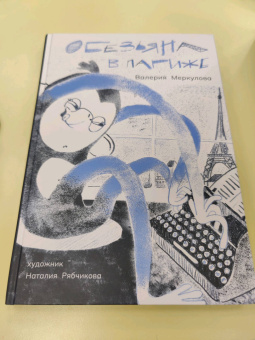 ОБЕЗЬЯНА
В ПАРИЖЕ
Валерия Меркулова
художник
Наталия Рябчикова